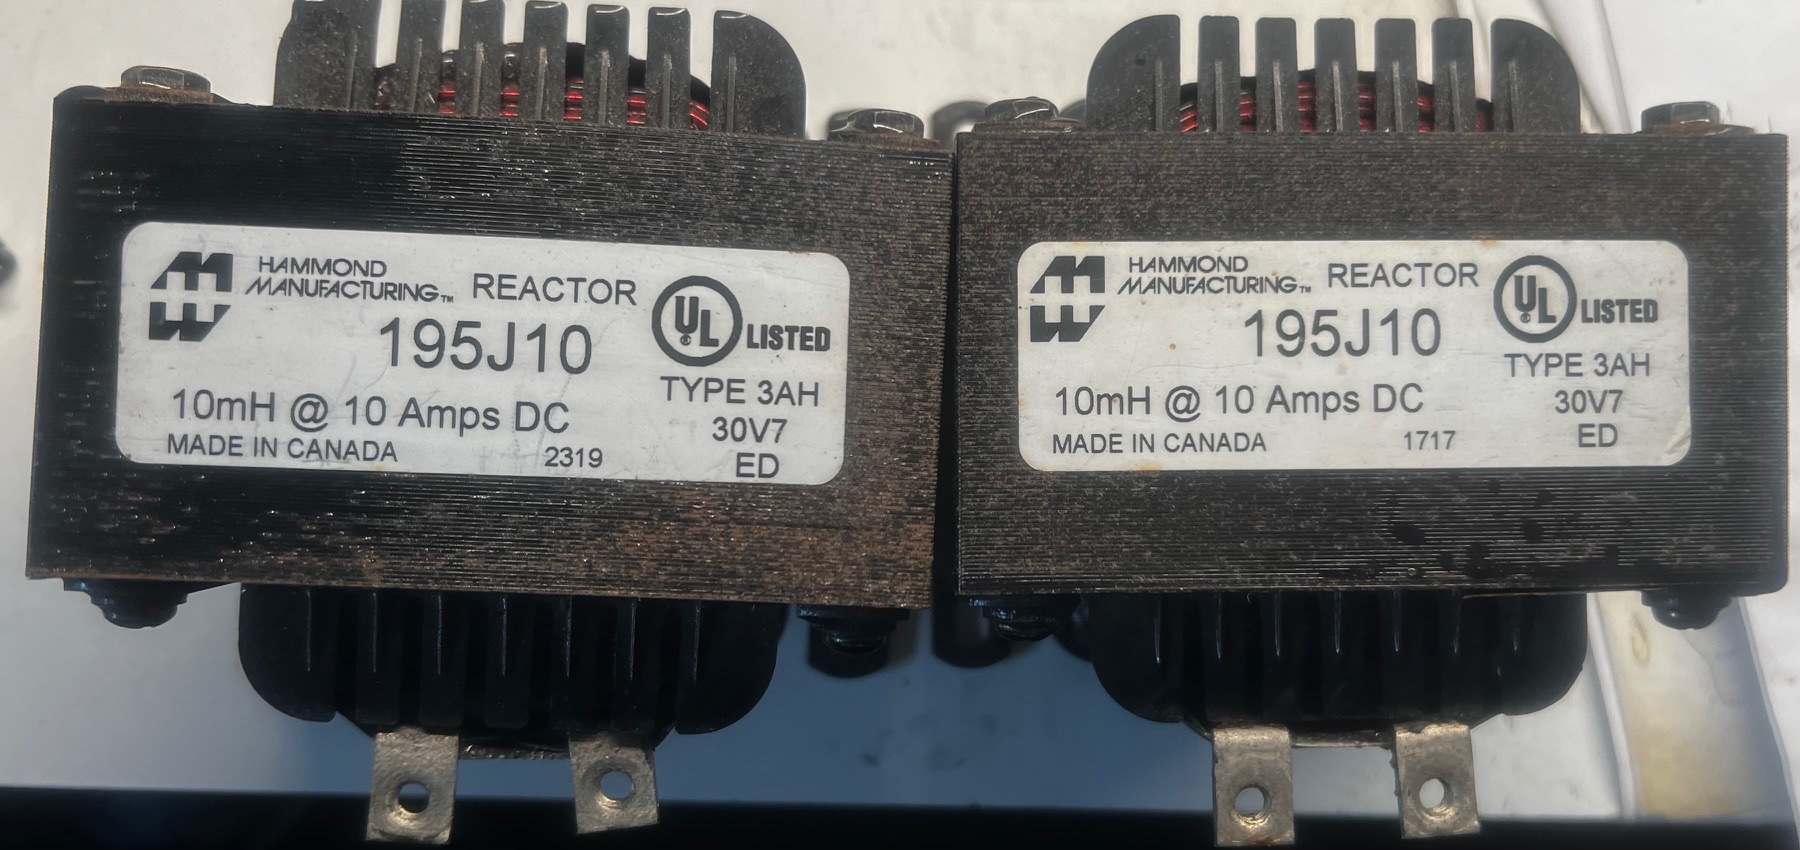 HAMMOND
MANUFACTURING™ REACTOR
195J10
UL® LISTED
10mH @ 10 Amps DC
TYPE 3AH
30V7
ED
MADE IN CANADA 2319
HAMMOND
MANUFACTURING™ REACTOR
195J10
UL® LISTED
10mH @ 10 Amps DC
TYPE 3AH
30V7
ED
MADE IN CANADA 1717